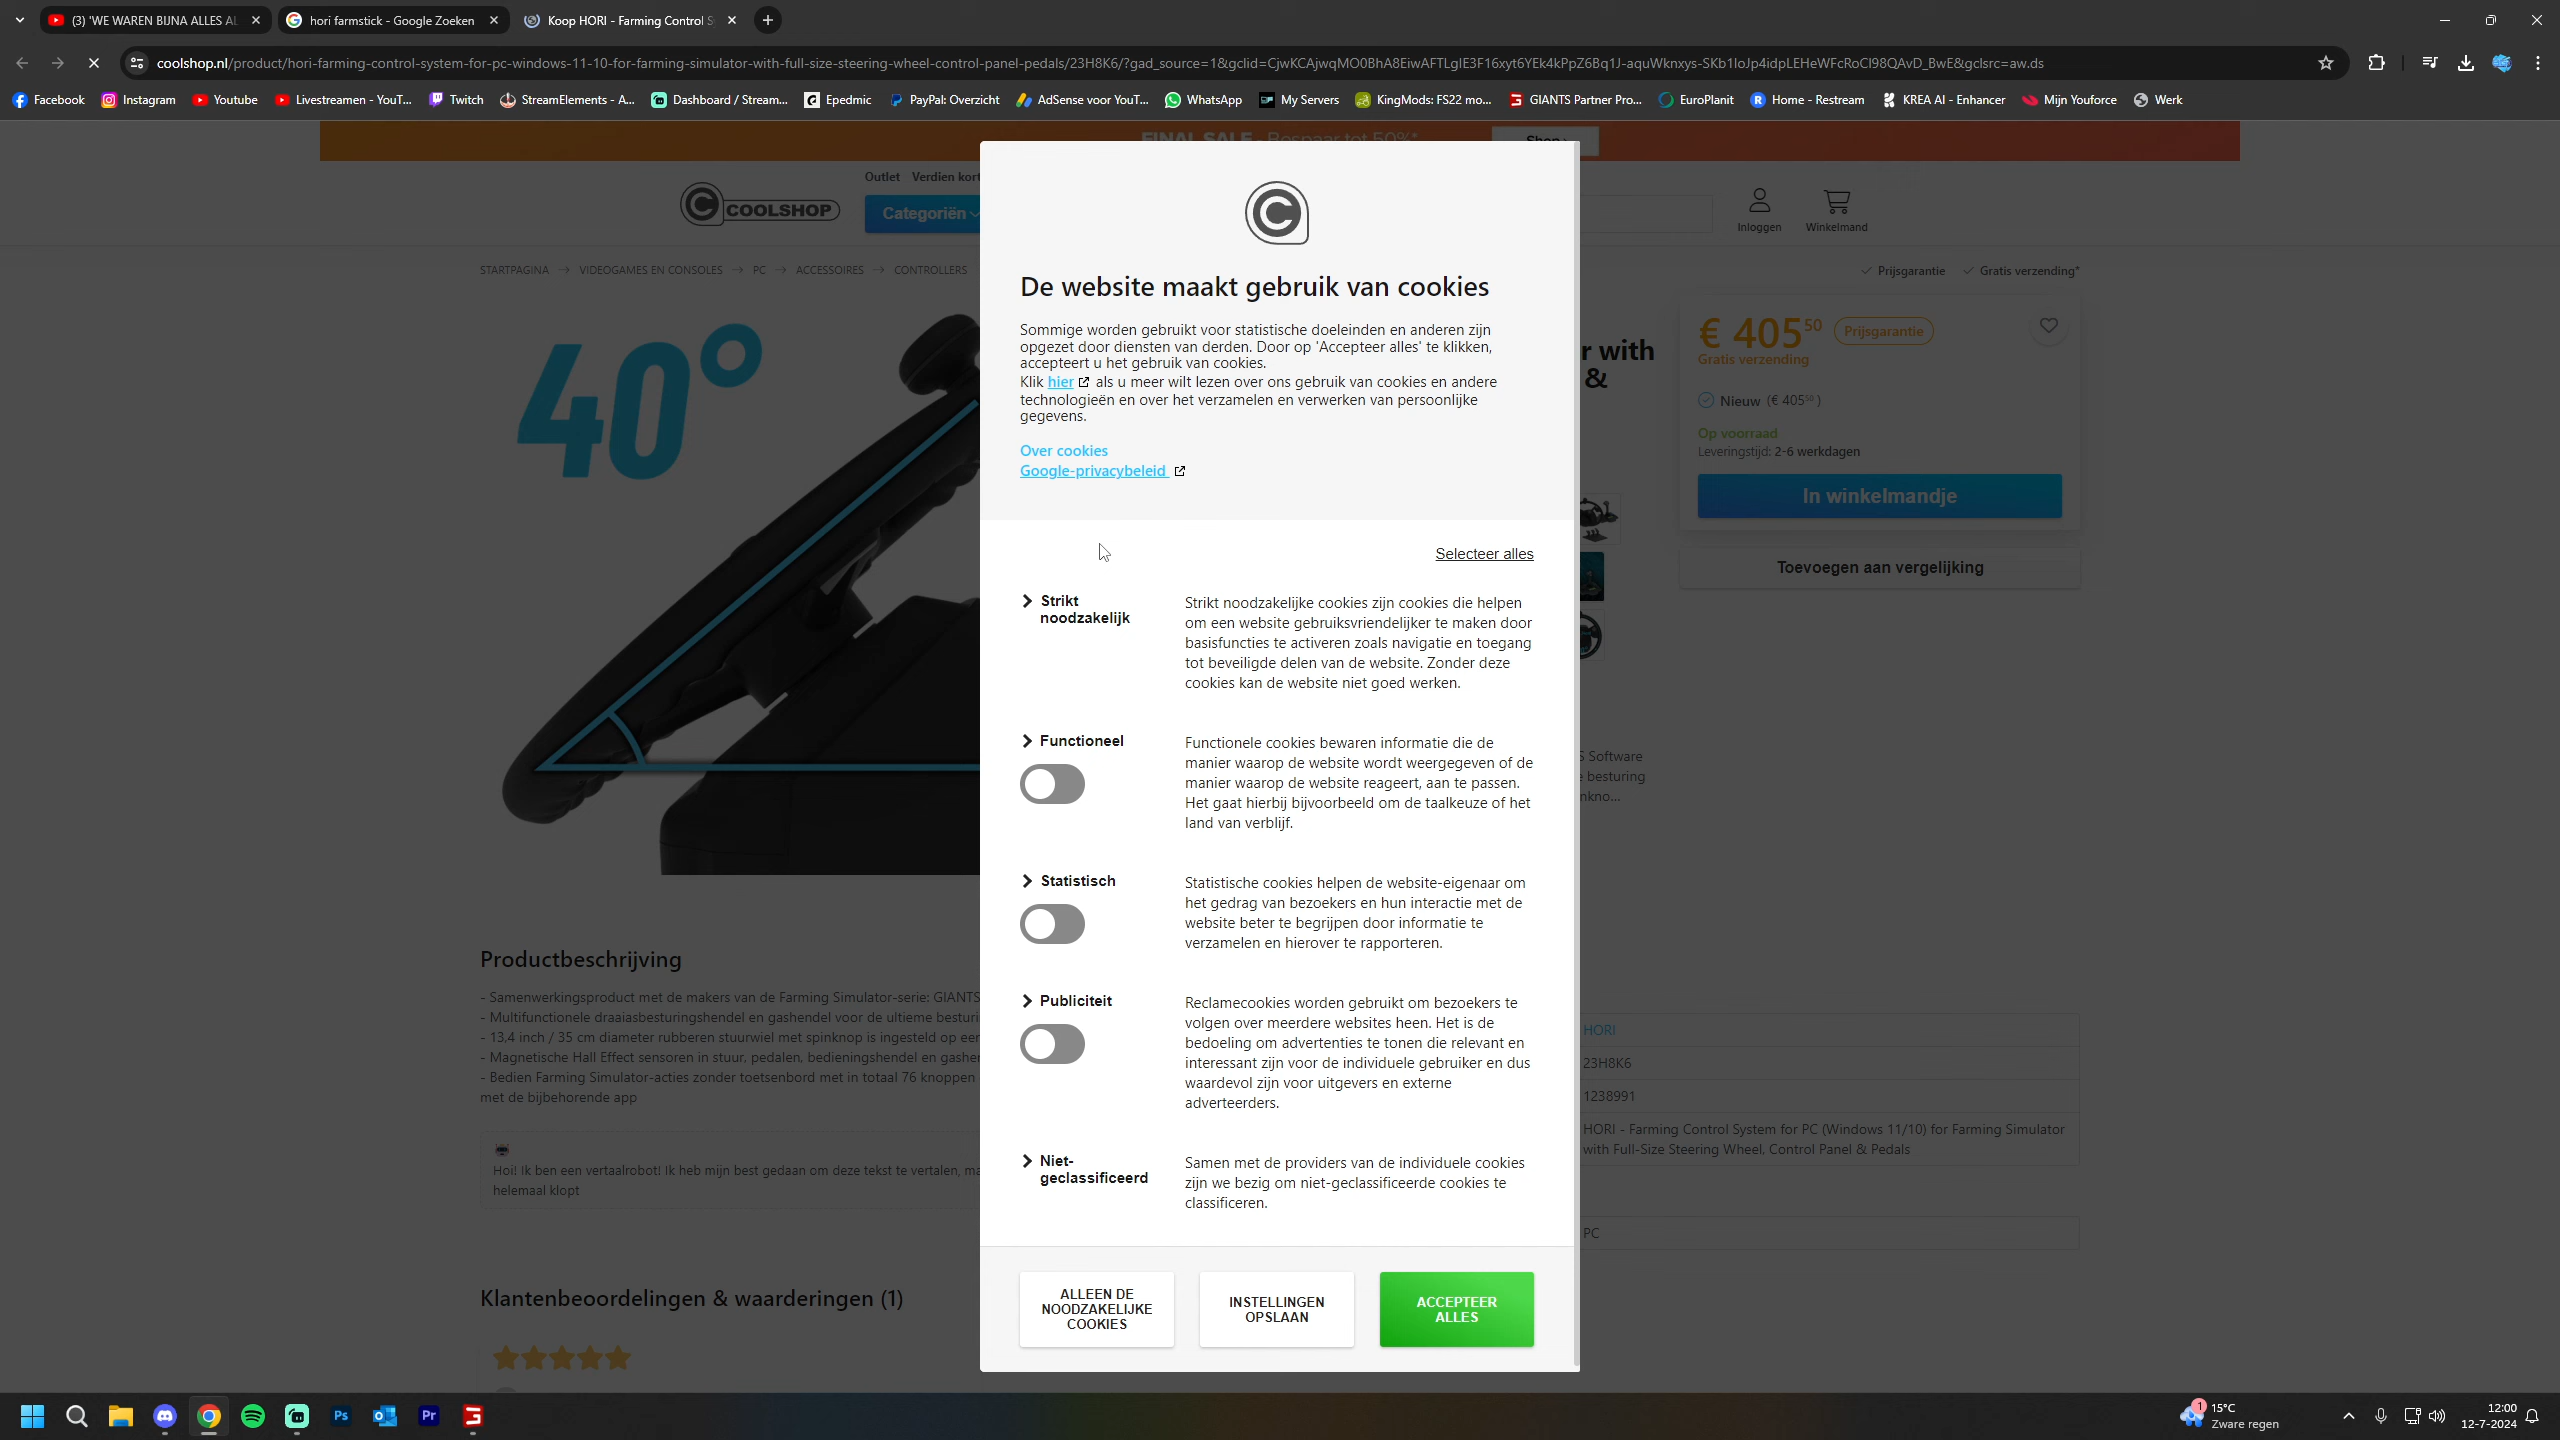 (3) 'WE WAREN BIJNA ALLES AL
hori farmstick - Google Zoeken
Koop HORI - Farming Control S
coolshop.nl/product/hori-farming-control-system-for-pc-windows-11-10-for-farming-simulator-with-full-size-steering-wheel-control-panel-pedals/23H8K6/?gad_source=1&gclid=CjwKCAjwqMO0BhA8EiwAFTLgIE3F16xyt6YEk4kPpZ6Bq1J-aquWknxys-SKb1loJp4idpLEHeWFcRoCl98QAvD_BwE&gclsrc=aw.ds
Facebook Instagram Youtube Livestreamen - YouT... Twitch StreamElements - A... Dashboard / Stream... Epedmic PayPal: Overzicht AdSense voor YouT... WhatsApp My Servers KingMods: FS22 mo... GIANTS Partner Pro... EuroPlanit Home - Restream KREA AI - Enhancer Mijn Youforce Werk
FINAL SALE - Bespaar tot 50%* Shop
Outlet Verdien kort
COOLSHOP
Categoriën
Inloggen Winkelmand
STARTPAGINA → VIDEOGAMES EN CONSOLES → PC → ACCESSOIRES → CONTROLLERS
Prijsgarantie Gratis verzending*
40°
r with
&
€ 405⁵⁰ Prijsgarantie
Gratis verzending
Nieuw (€ 405⁵⁰)
Op voorraad
Leveringstijd: 2-6 werkdagen
In winkelmandje
Toevoegen aan vergelijking
S Software
e besturing
nkno...
De website maakt gebruik van cookies
Sommige worden gebruikt voor statistische doeleinden en anderen zijn
opgezet door diensten van derden. Door op 'Accepteer alles' te klikken,
accepteert u het gebruik van cookies.
Klik hier als u meer wilt lezen over ons gebruik van cookies en andere
technologieën en over het verzamelen en verwerken van persoonlijke
gegevens.
Over cookies
Google-privacybeleid
Selecteer alles
Strikt
noodzakelijk
Strikt noodzakelijke cookies zijn cookies die helpen
om een website gebruiksvriendelijker te maken door
basisfuncties te activeren zoals navigatie en toegang
tot beveiligde delen van de website. Zonder deze
cookies kan de website niet goed werken.
Functioneel
Functionele cookies bewaren informatie die de
manier waarop de website wordt weergegeven of de
manier waarop de website reageert, aan te passen.
Het gaat hierbij bijvoorbeeld om de taalkeuze of het
land van verblijf.
Statistisch
Statistische cookies helpen de website-eigenaar om
het gedrag van bezoekers en hun interactie met de
website beter te begrijpen door informatie te
verzamelen en hierover te rapporteren.
Publiciteit
Reclamecookies worden gebruikt om bezoekers te
volgen over meerdere websites heen. Het is de
bedoeling om advertenties te tonen die relevant en
interessant zijn voor de individuele gebruiker en dus
waardevol zijn voor uitgevers en externe
adverteerders.
Niet-
geclassificeerd
Samen met de providers van de individuele cookies
zijn we bezig om niet-geclassificeerde cookies te
classificeren.
ALLEEN DE
NOODZAKELIJKE
COOKIES
INSTELLINGEN
OPSLAAN
ACCEPTEER
ALLES
Productbeschrijving
- Samenwerkingsproduct met de makers van de Farming Simulator-serie: GIANTS
- Multifunctionele draaiasbesturingshendel en gashendel voor de ultieme besturi
- 13,4 inch / 35 cm diameter rubberen stuurwiel met spinknop is ingesteld op een
- Magnetische Hall Effect sensoren in stuur, pedalen, bedieningshendel en gashe
- Bedien Farming Simulator-acties zonder toetsenbord met in totaal 76 knoppen
met de bijbehorende app
Hoi! Ik ben een vertaalrobot! Ik heb mijn best gedaan om deze tekst te vertalen, ma
helemaal klopt
Klantenbeoordelingen & waarderingen (1)
HORI
23H8K6
1238991
HORI - Farming Control System for PC (Windows 11/10) for Farming Simulator
with Full-Size Steering Wheel, Control Panel & Pedals
PC
Ps
Pr
1
15°C
Zware regen
12:00
12-7-2024